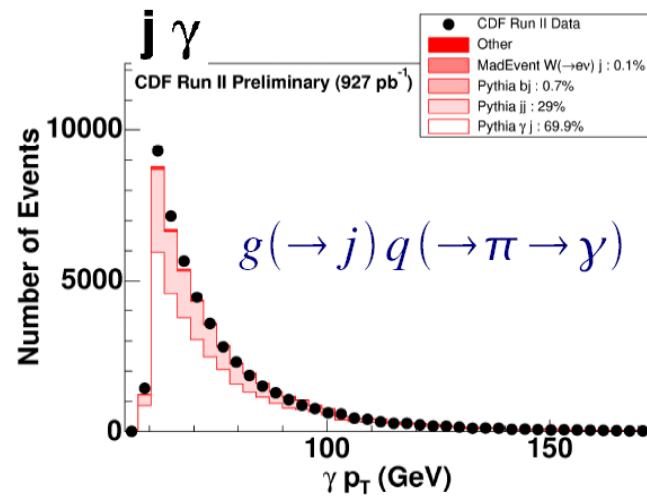 j γ
CDF Run II Data
Other
MadEvent W(→eν) j : 0.1%
Pythia bj : 0.7%
Pythia jj : 29%
Pythia γ j : 69.9%
CDF Run II Preliminary (927 pb⁻¹)
Number of Events
10000
5000
0
g(→j) q(→π→γ)
100
150
γ p_T (GeV)